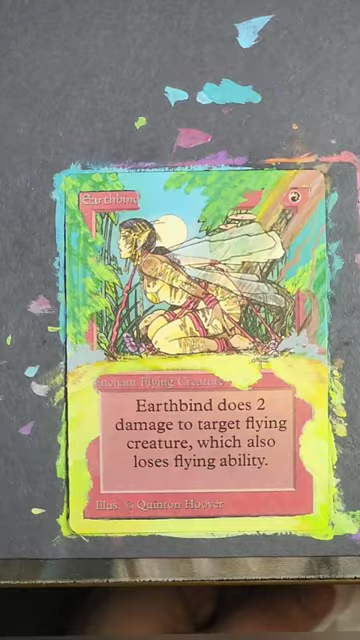 Earthbind
Enchant Flying Creature
Earthbind does 2
damage to target flying
creature, which also
loses flying ability.
Illus. © Quinton Hoover